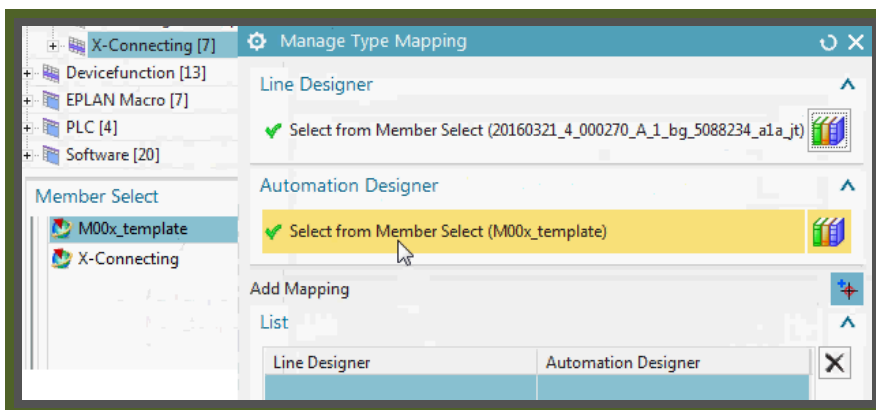 X-Connecting [7]
Devicefunction [13]
EPLAN Macro [7]
PLC [4]
Software [20]
Member Select
M00x_template
X-Connecting
Manage Type Mapping
Line Designer
Select from Member Select (20160321_4_000270_A_1_bg_5088234_a1a_jt)
Automation Designer
Select from Member Select (M00x_template)
Add Mapping
List
Line Designer
Automation Designer